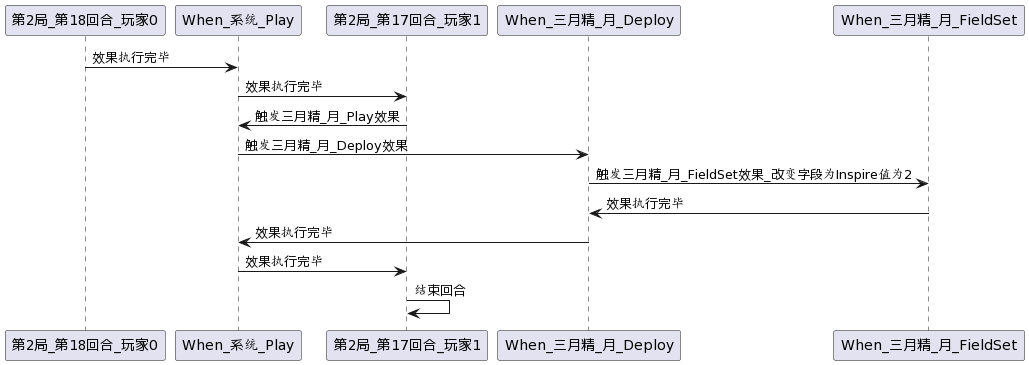 第2局_第18回合_玩家0
When_系统_Play
第2局_第17回合_玩家1
When_三月精_月_Deploy
When_三月精_月_FieldSet
效果执行完毕
效果执行完毕
触发三月精_月_Play效果
触发三月精_月_Deploy效果
触发三月精_月_FieldSet效果_改变字段为Inspire值为2
效果执行完毕
效果执行完毕
效果执行完毕
结束回合
第2局_第18回合_玩家0
When_系统_Play
第2局_第17回合_玩家1
When_三月精_月_Deploy
When_三月精_月_FieldSet